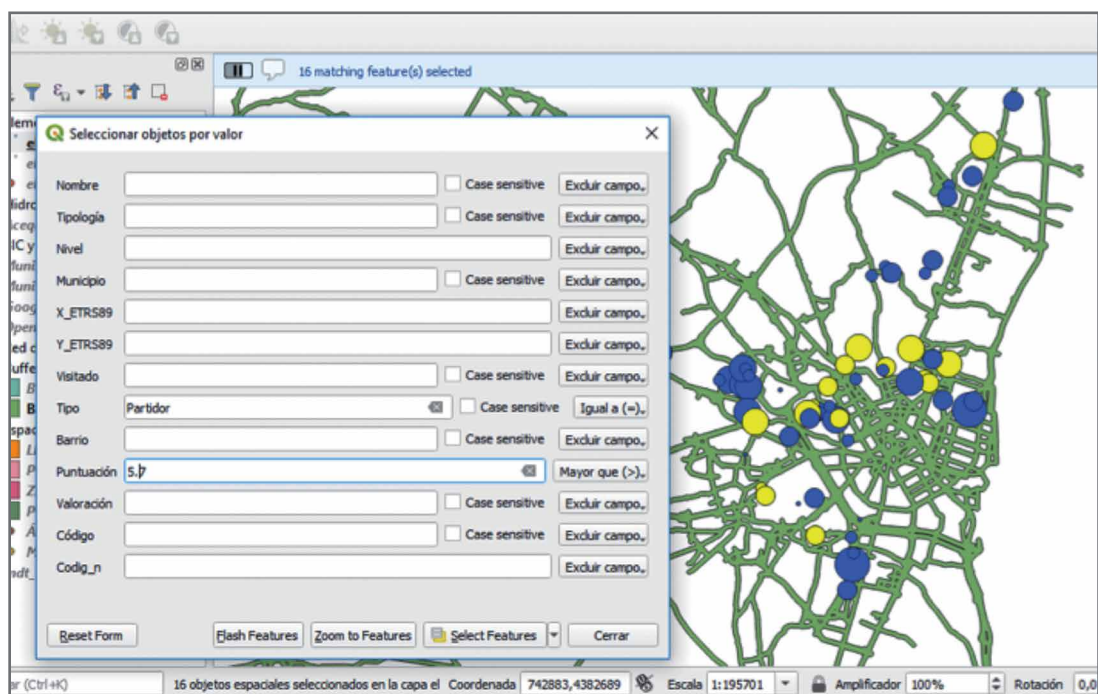 16 matching feature(s) selected
Seleccionar objetos por valor
Nombre Case sensitive Excluir campo
Tipología Case sensitive Excluir campo
Nivel Excluir campo
Municipio Case sensitive Excluir campo
X_ETRS89 Excluir campo
Y_ETRS89 Excluir campo
Visitado Case sensitive Excluir campo
Tipo Partidor Case sensitive Igual a (=)
Barrio Case sensitive Excluir campo
Puntuación 5.7 Mayor que (>)
Valoración Case sensitive Excluir campo
Código Case sensitive Excluir campo
Codig_n Excluir campo
Reset Form Flash Features Zoom to Features Select Features Cerrar
(Ctrl+K) 16 objetos espaciales seleccionados en la capa el Coordenada 742883,4382689 Escala 1:195701 Amplificador 100% Rotación 0,0